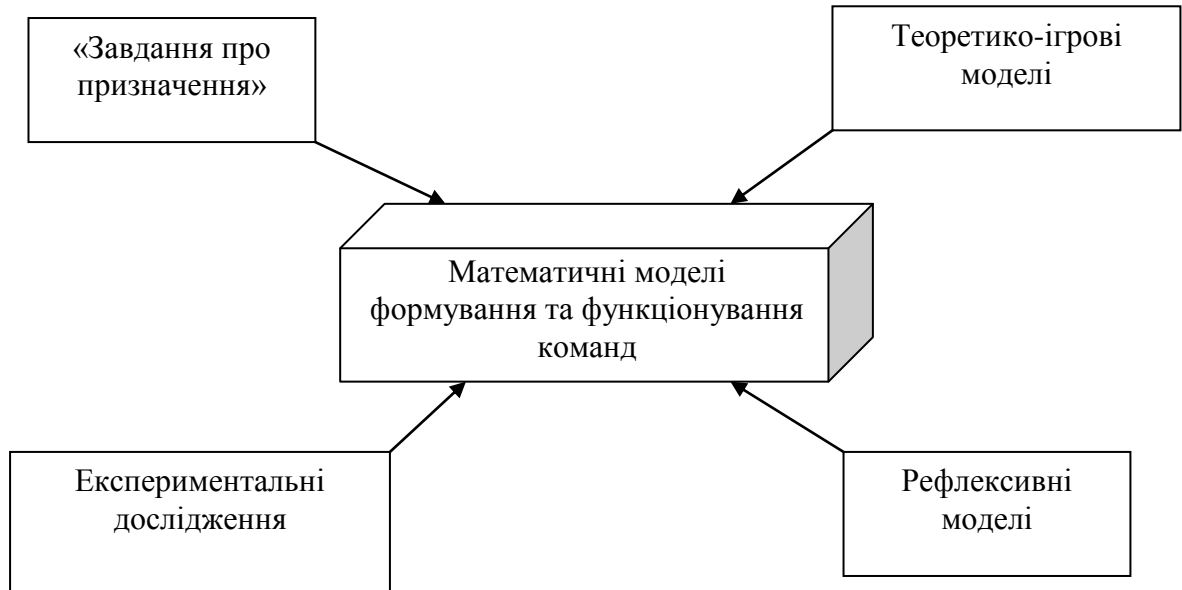 «Завдання про
призначення»
Теоретико-ігрові
моделі
Математичні моделі
формування та функціонування
команд
Експериментальні
дослідження
Рефлексивні
моделі